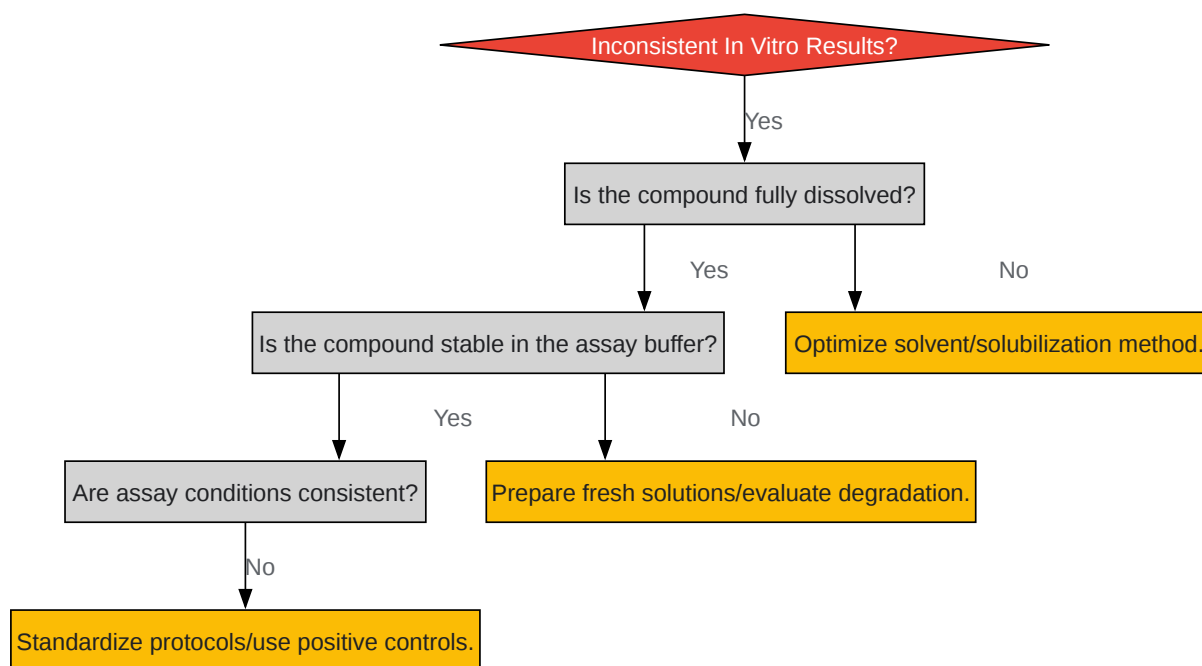 Inconsistent In Vitro Results?
Yes
Is the compound fully dissolved?
Yes
No
Is the compound stable in the assay buffer?
Optimize solvent/solubilization method.
Yes
No
Are assay conditions consistent?
Prepare fresh solutions/evaluate degradation.
No
Standardize protocols/use positive controls.